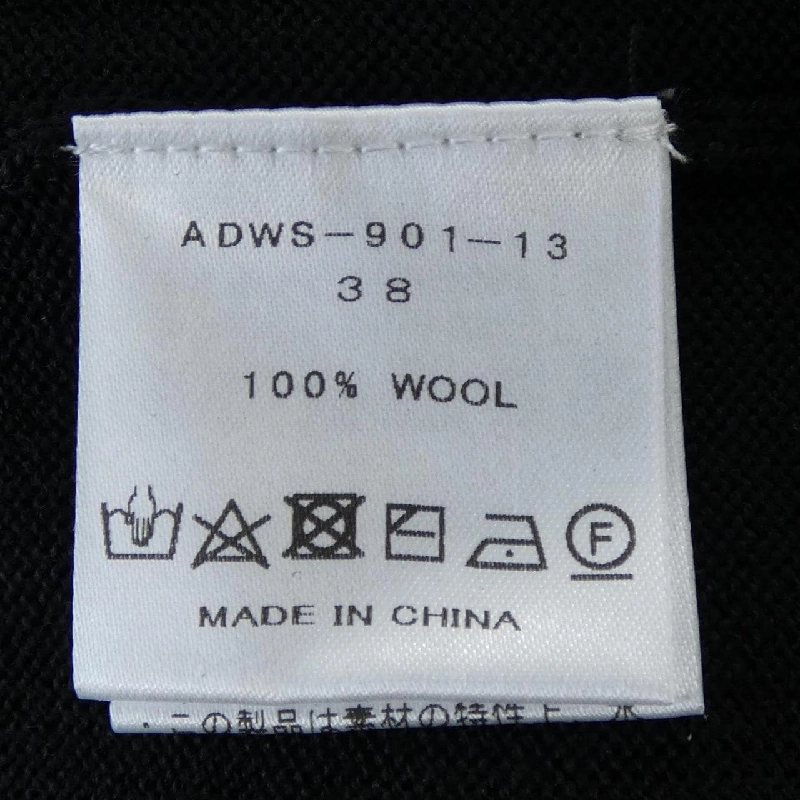 ADWS-901-13
38
100% WOOL
F
MADE IN CHINA
・この製品は素材の特性上、